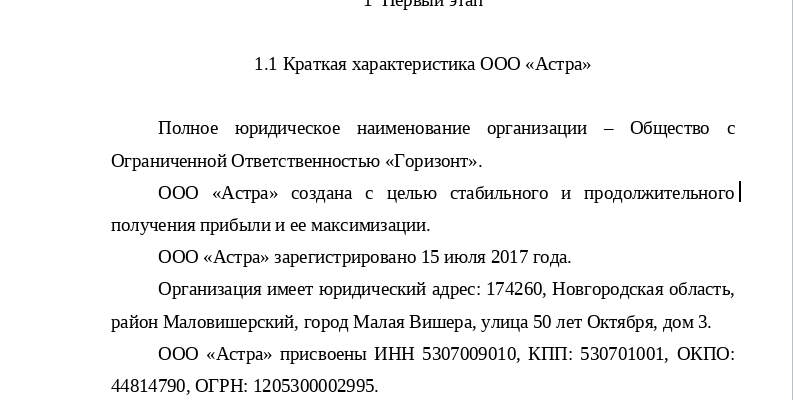 1 Первый этап
1.1 Краткая характеристика ООО «Астра»
Полное юридическое наименование организации – Общество с
Ограниченной Ответственностью «Горизонт».
ООО «Астра» создана с целью стабильного и продолжительного
получения прибыли и ее максимизации.
ООО «Астра» зарегистрировано 15 июля 2017 года.
Организация имеет юридический адрес: 174260, Новгородская область,
район Маловишерский, город Малая Вишера, улица 50 лет Октября, дом 3.
ООО «Астра» присвоены ИНН 5307009010, КПП: 530701001, ОКПО:
44814790, ОГРН: 1205300002995.